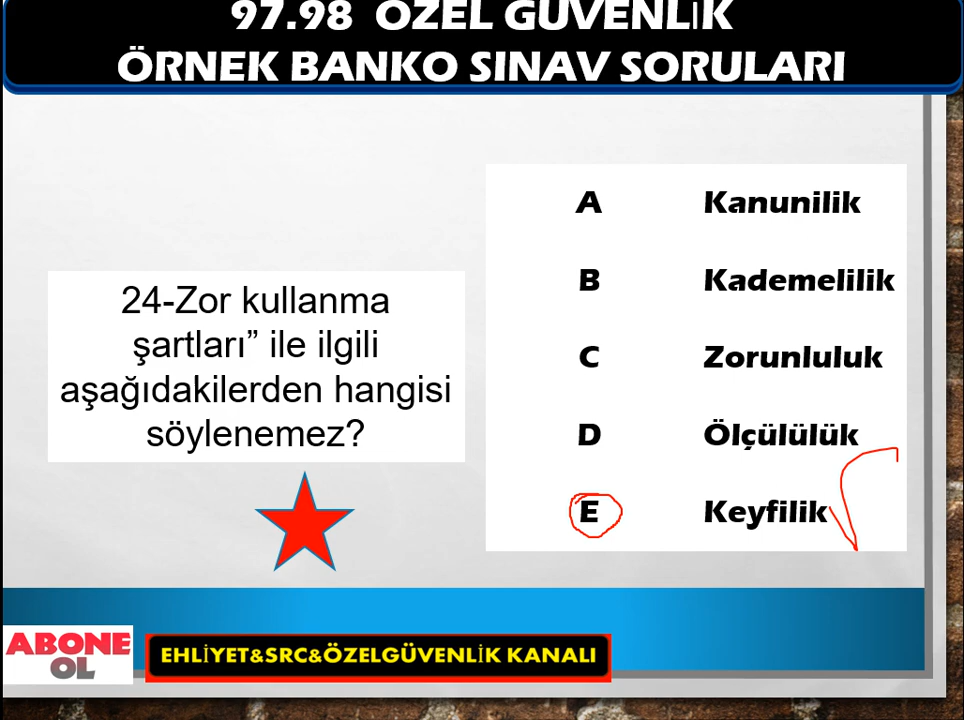 97.98 ÖZEL GÜVENLİK
ÖRNEK BANKO SINAV SORULARI
24-Zor kullanma
şartları” ile ilgili
aşağıdakilerden hangisi
söylenemez?
A Kanunilik
B Kademelilik
C Zorunluluk
D Ölçülülük
E Keyfilik
ABONE
OL
EHLİYET&SRC&ÖZELGÜVENLİK KANALI